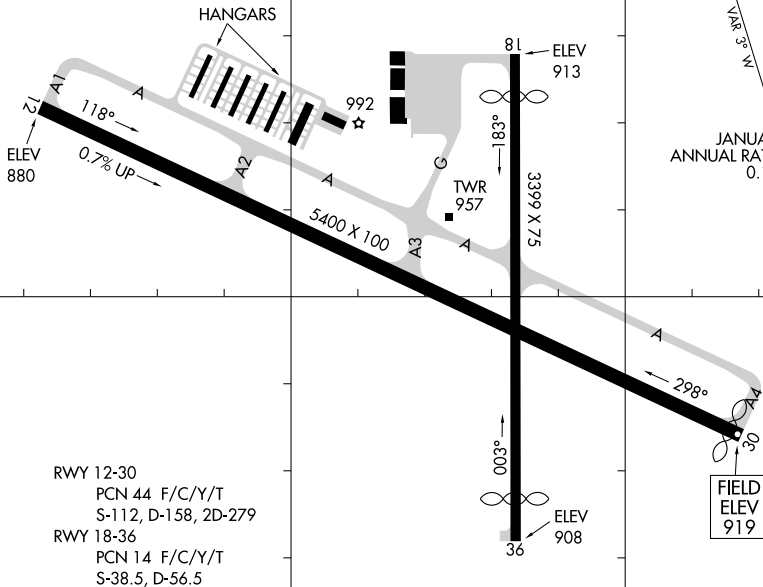 HANGARS
18
ELEV
913
VAR 3° W
A1
A
12
118°
992
183°
JANUA
ANNUAL RAT
0.1
ELEV
880
0.7% UP
A2
A
G
TWR
957
3399 X 75
5400 X 100
A3
A
A
298°
A4
30
003°
RWY 12-30
PCN 44 F/C/Y/T
S-112, D-158, 2D-279
RWY 18-36
PCN 14 F/C/Y/T
S-38.5, D-56.5
FIELD
ELEV
919
ELEV
908
36